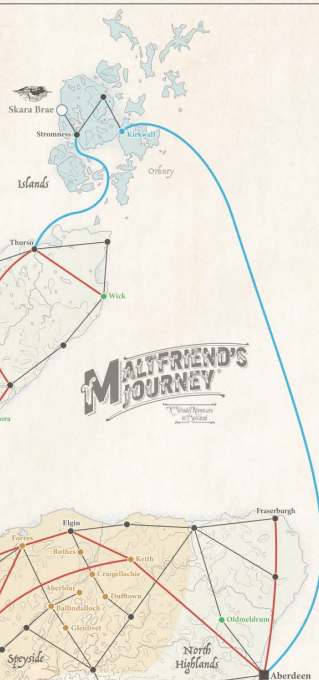 Skara Brae
Stromness
Kirkwall
Orkney
Islands
Thurso
Wick
MALTFRIEND'S
JOURNEY
ora
Fraserburgh
Elgin
Forres
Rothes
Keith
Craigellachie
Aberlour
Dufftown
Ballindalloch
Glenlivet
Oldmeldrum
Speyside
North
Highlands
Aberdeen